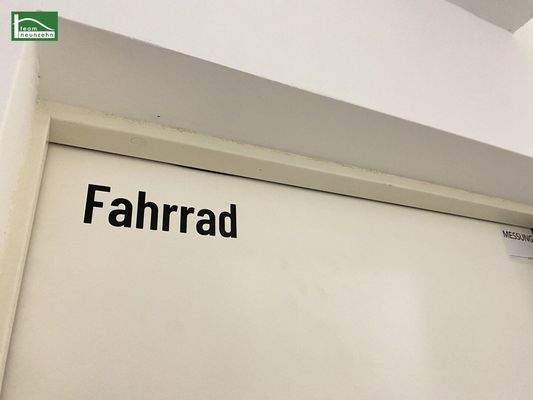 team
neunzehn
Fahrrad
MESSUNG